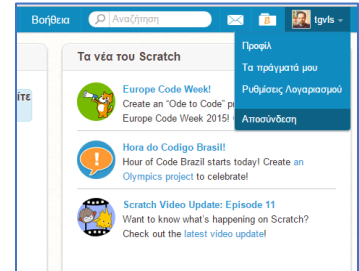 Βοήθεια Αναζήτηση tgvls
Προφίλ
Τα πράγματά μου
Ρυθμίσεις Λογαριασμού
Αποσύνδεση
Τα νέα του Scratch
ίτε
Europe Code Week!
Create an "Ode to Code"
Europe Code Week 2015!
Hora do Codigo Brasil!
Hour of Code Brazil starts today! Create an
Olympics project to celebrate!
Scratch Video Update: Episode 11
Want to know what's happening on Scratch?
Check out the latest video update!